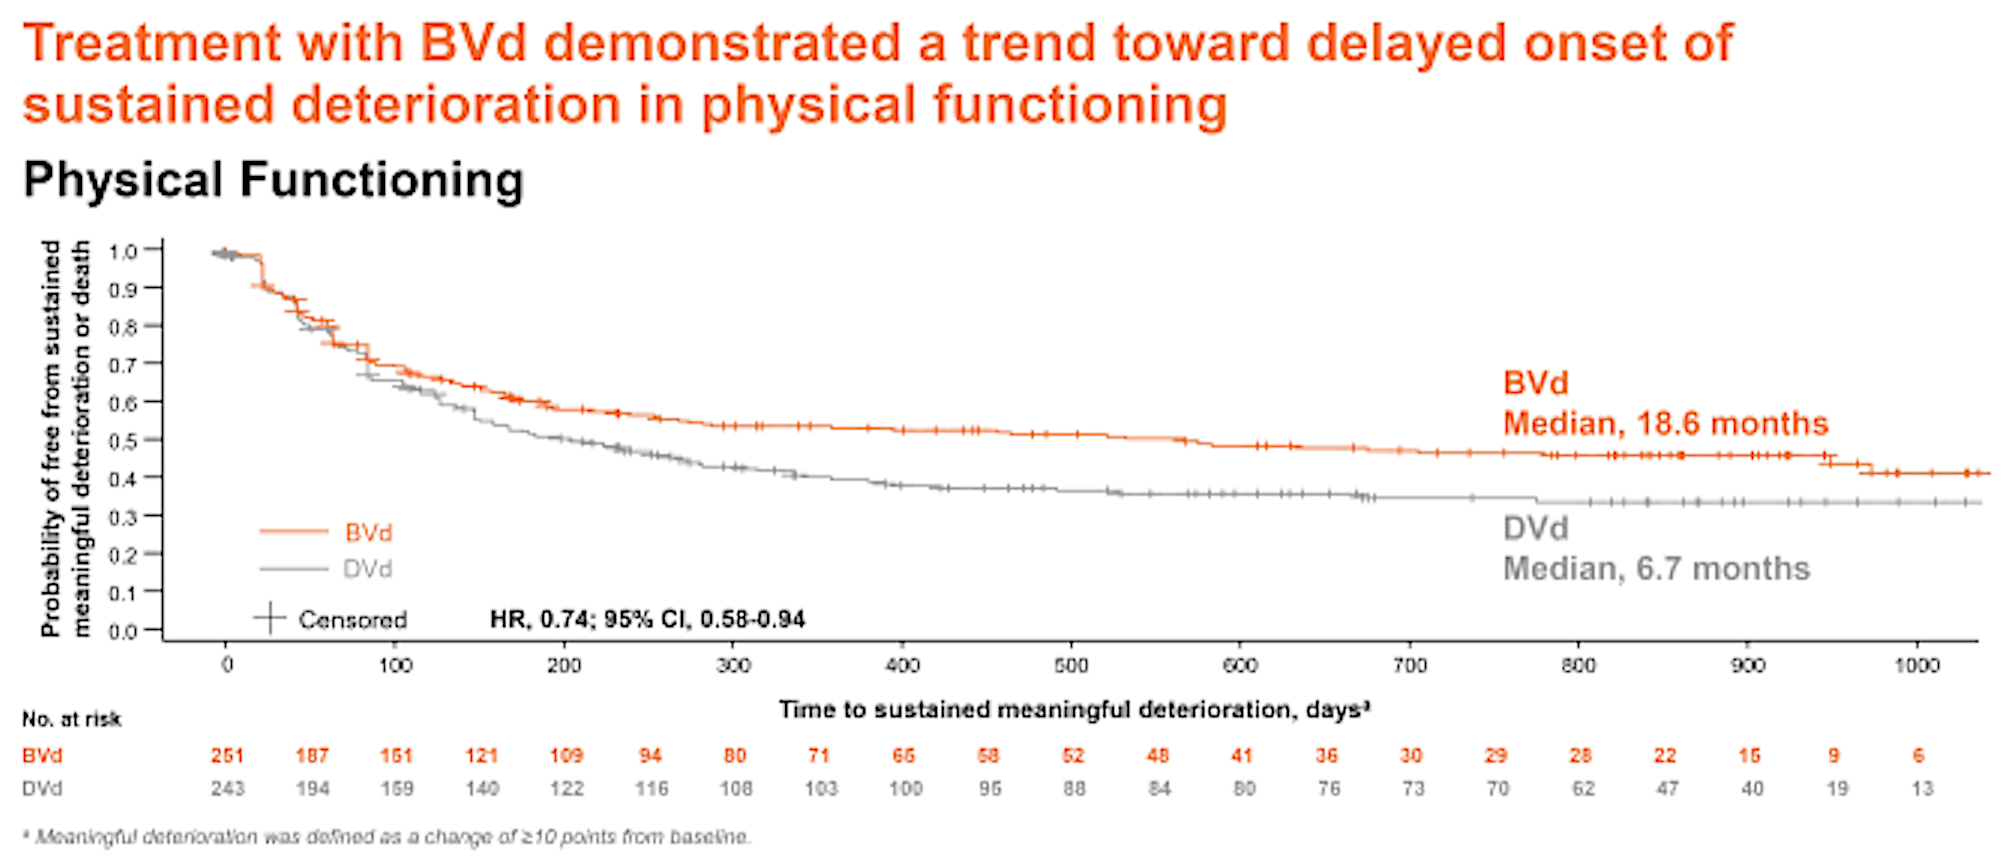 Treatment with BVd demonstrated a trend toward delayed onset of
sustained deterioration in physical functioning
Physical Functioning
Probability of free from sustained
meaningful deterioration or death
1.0
0.9
0.8
0.7
0.6
0.5
0.4
0.3
0.2
0.1
0.0
BVd
Median, 18.6 months
DVd
Median, 6.7 months
BVd
DVd
Censored
HR, 0.74; 95% CI, 0.58-0.94
0 100 200 300 400 500 600 700 800 900 1000
Time to sustained meaningful deterioration, daysª
No. at risk
BVd 251 187 151 121 109 94 80 71 65 58 52 48 41 36 30 29 28 22 15 9 6
DVd 243 194 159 140 122 116 108 103 100 95 88 84 80 76 73 70 62 47 40 19 13
ª Meaningful deterioration was defined as a change of ≥10 points from baseline.